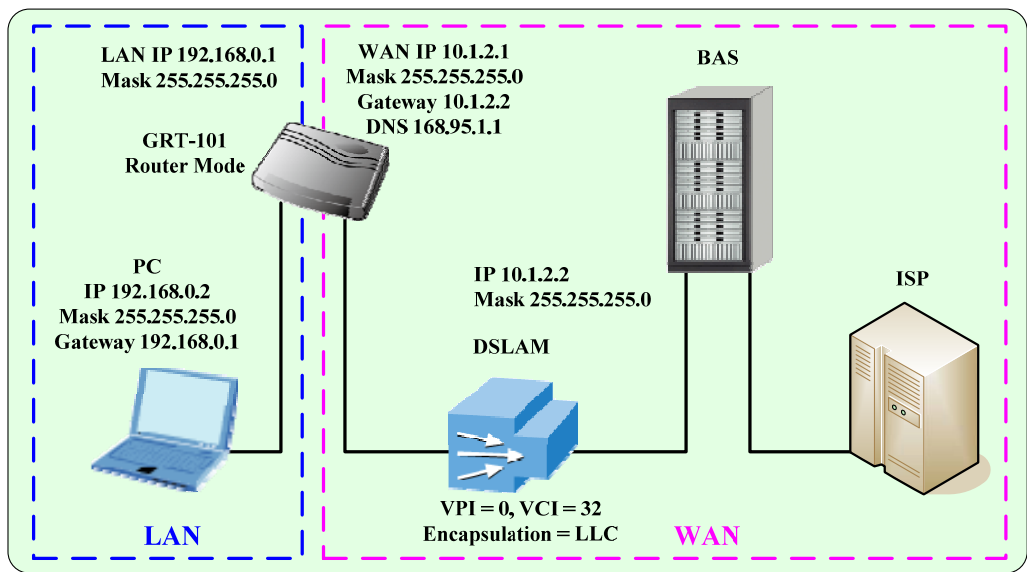 LAN IP 192.168.0.1
Mask 255.255.255.0
GRT-101
Router Mode
PC
IP 192.168.0.2
Mask 255.255.255.0
Gateway 192.168.0.1
LAN
WAN IP 10.1.2.1
Mask 255.255.255.0
Gateway 10.1.2.2
DNS 168.95.1.1
BAS
IP 10.1.2.2
Mask 255.255.255.0
DSLAM
ISP
VPI = 0, VCI = 32
Encapsulation = LLC
WAN